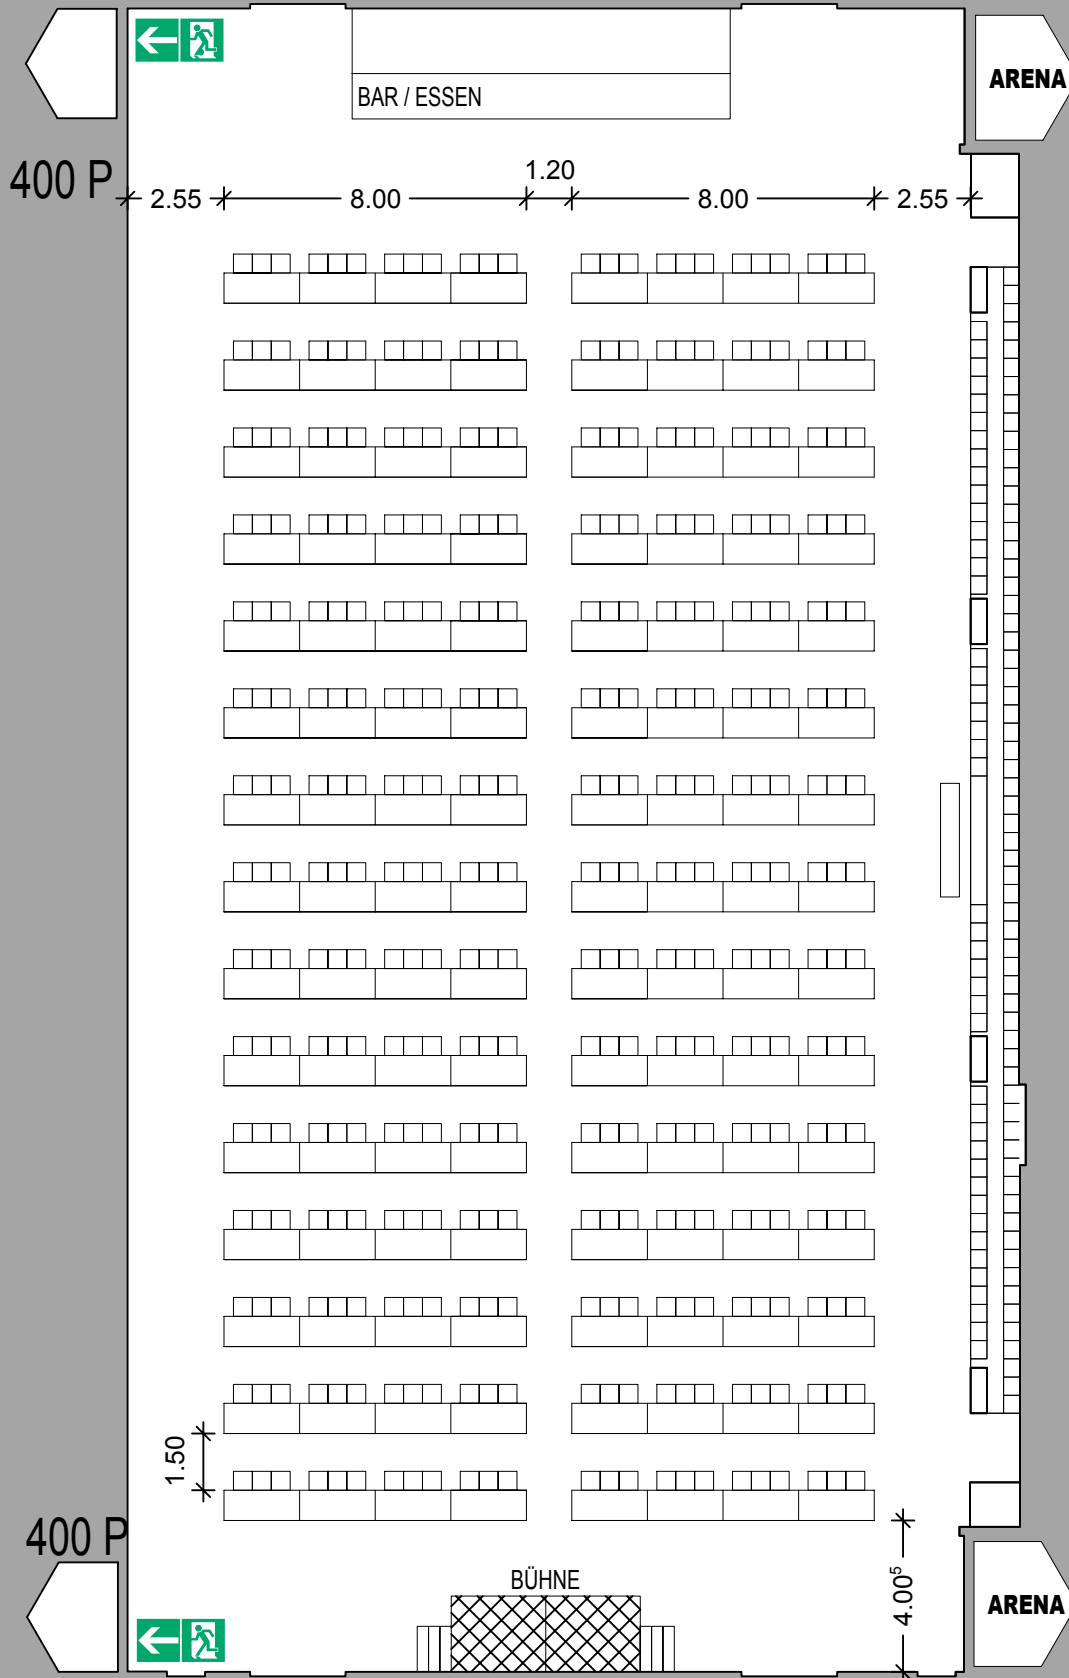 ARENA
BAR / ESSEN
400 P
1.20
2.55
8.00
8.00
2.55
1.50
400 P
BÜHNE
4.00⁵
ARENA